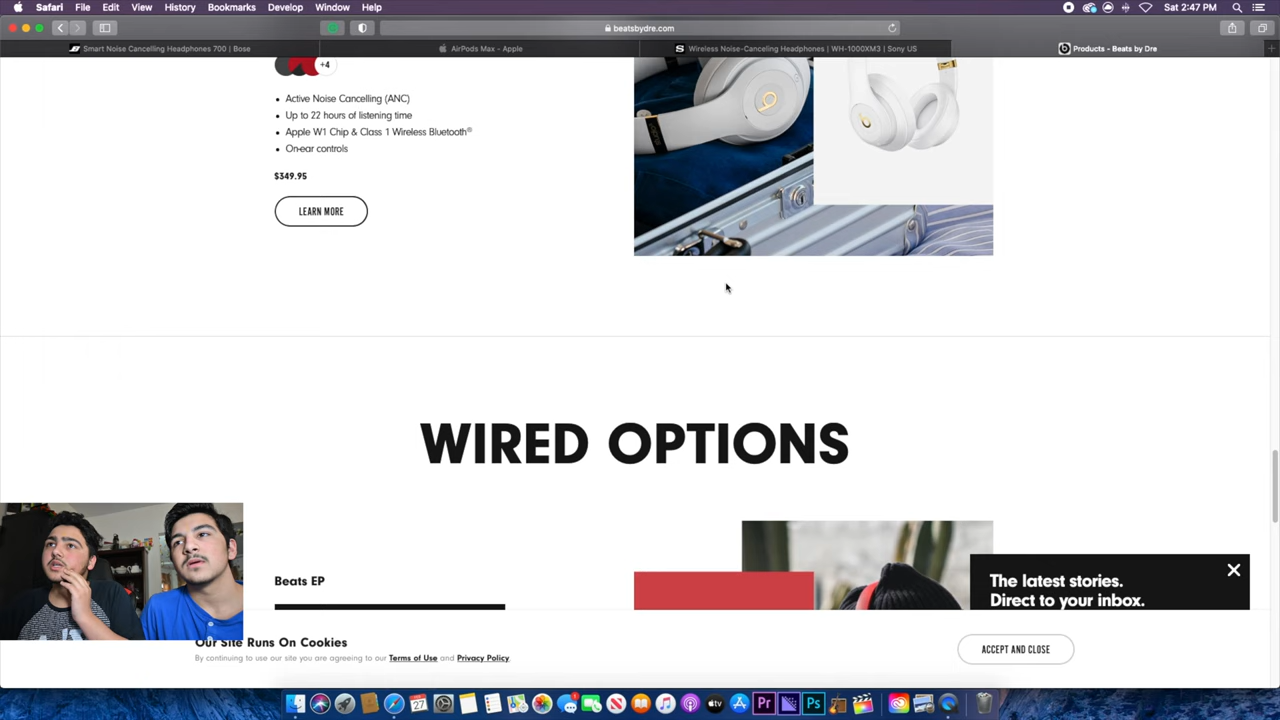 Safari File Edit View History Bookmarks Develop Window Help Sat 2:47 PM
beatsbydre.com
Smart Noise Cancelling Headphones 700 | Bose AirPods Max - Apple Wireless Noise-Canceling Headphones | WH-1000XM3 | Sony US Products - Beats by Dre
+4
• Active Noise Cancelling (ANC)
• Up to 22 hours of listening time
• Apple W1 Chip & Class 1 Wireless Bluetooth®
• On-ear controls
$349.95
LEARN MORE
WIRED OPTIONS
Beats EP
The latest stories.
Direct to your inbox.
Our Site Runs On Cookies
By continuing to use our site you are agreeing to our Terms of Use and Privacy Policy.
ACCEPT AND CLOSE
27
tv
Pr
Ps